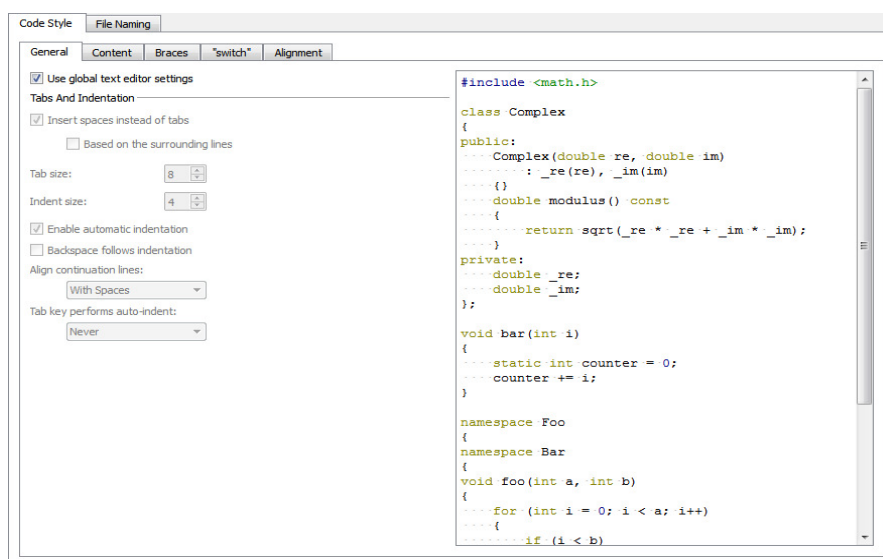 Code Style File Naming
General Content Braces "switch" Alignment
Use global text editor settings
Tabs And Indentation
Insert spaces instead of tabs
Based on the surrounding lines
Tab size: 8
Indent size: 4
Enable automatic indentation
Backspace follows indentation
Align continuation lines:
With Spaces
Tab key performs auto-indent:
Never
#include <math.h>
class Complex
{
public:
    Complex(double re, double im)
        : _re(re), _im(im)
    {}
    double modulus() const
    {
        return sqrt(_re * _re + _im * _im);
    }
private:
    double _re;
    double _im;
};
void bar(int i)
{
    static int counter = 0;
    counter += i;
}
namespace Foo
{
namespace Bar
{
void foo(int a, int b)
{
    for (int i = 0; i < a; i++)
    {
        if (i < b)